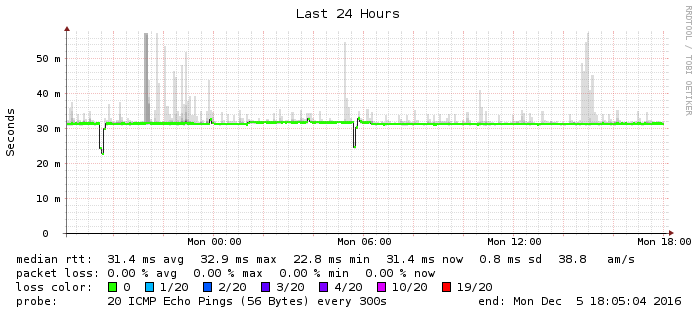 Last 24 Hours
RRDTOOL / TOBI OETIKER
Seconds
50 m
40 m
30 m
20 m
10 m
0
Mon 00:00 Mon 06:00 Mon 12:00 Mon 18:00
median rtt: 31.4 ms avg 32.9 ms max 22.8 ms min 31.4 ms now 0.8 ms sd 38.8 am/s
packet loss: 0.00 % avg 0.00 % max 0.00 % min 0.00 % now
loss color: 0 1/20 2/20 3/20 4/20 10/20 19/20
probe: 20 ICMP Echo Pings (56 Bytes) every 300s end: Mon Dec 5 18:05:04 2016